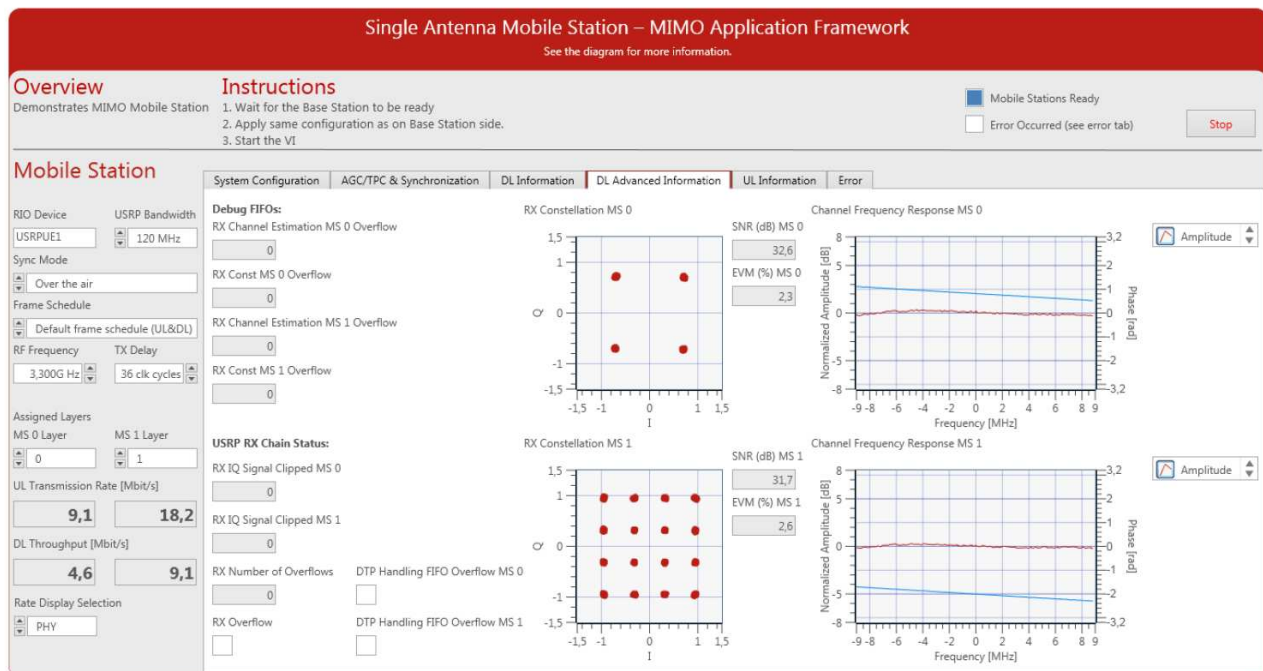 Single Antenna Mobile Station – MIMO Application Framework
See the diagram for more information.
Overview
Demonstrates MIMO Mobile Station
Instructions
1. Wait for the Base Station to be ready
2. Apply same configuration as on Base Station side.
3. Start the VI
Mobile Stations Ready
Error Occurred (see error tab)
Stop
Mobile Station
RIO Device USRP Bandwidth
USRPUE1 120 MHz
Sync Mode
Over the air
Frame Schedule
Default frame schedule (UL&DL)
RF Frequency TX Delay
3,300G Hz 36 clk cycles
Assigned Layers
MS 0 Layer MS 1 Layer
0 1
UL Transmission Rate [Mbit/s]
9,1 18,2
DL Throughput [Mbit/s]
4,6 9,1
Rate Display Selection
PHY
System Configuration AGC/TPC & Synchronization DL Information DL Advanced Information UL Information Error
Debug FIFOs:
RX Channel Estimation MS 0 Overflow
0
RX Const MS 0 Overflow
0
RX Channel Estimation MS 1 Overflow
0
RX Const MS 1 Overflow
0
RX Constellation MS 0
1,5
1
0
-1
-1,5
Q
-1,5 -1 0 1 1,5
I
SNR (dB) MS 0
32,6
EVM (%) MS 0
2,3
Channel Frequency Response MS 0
Normalized Amplitude [dB]
8
5
0
-5
-8
3,2
2
1
0
-1
-2
-3,2
Phase [rad]
-9 -8 -6 -4 -2 0 2 4 6 8 9
Frequency [MHz]
Amplitude
USRP RX Chain Status:
RX IQ Signal Clipped MS 0
0
RX IQ Signal Clipped MS 1
0
RX Number of Overflows DTP Handling FIFO Overflow MS 0
0
RX Overflow DTP Handling FIFO Overflow MS 1
RX Constellation MS 1
1,5
1
0
-1
-1,5
Q
-1,5 -1 0 1 1,5
I
SNR (dB) MS 1
31,7
EVM (%) MS 1
2,6
Channel Frequency Response MS 1
Normalized Amplitude [dB]
8
5
0
-5
-8
3,2
2
1
0
-1
-2
-3,2
Phase [rad]
-9 -8 -6 -4 -2 0 2 4 6 8 9
Frequency [MHz]
Amplitude